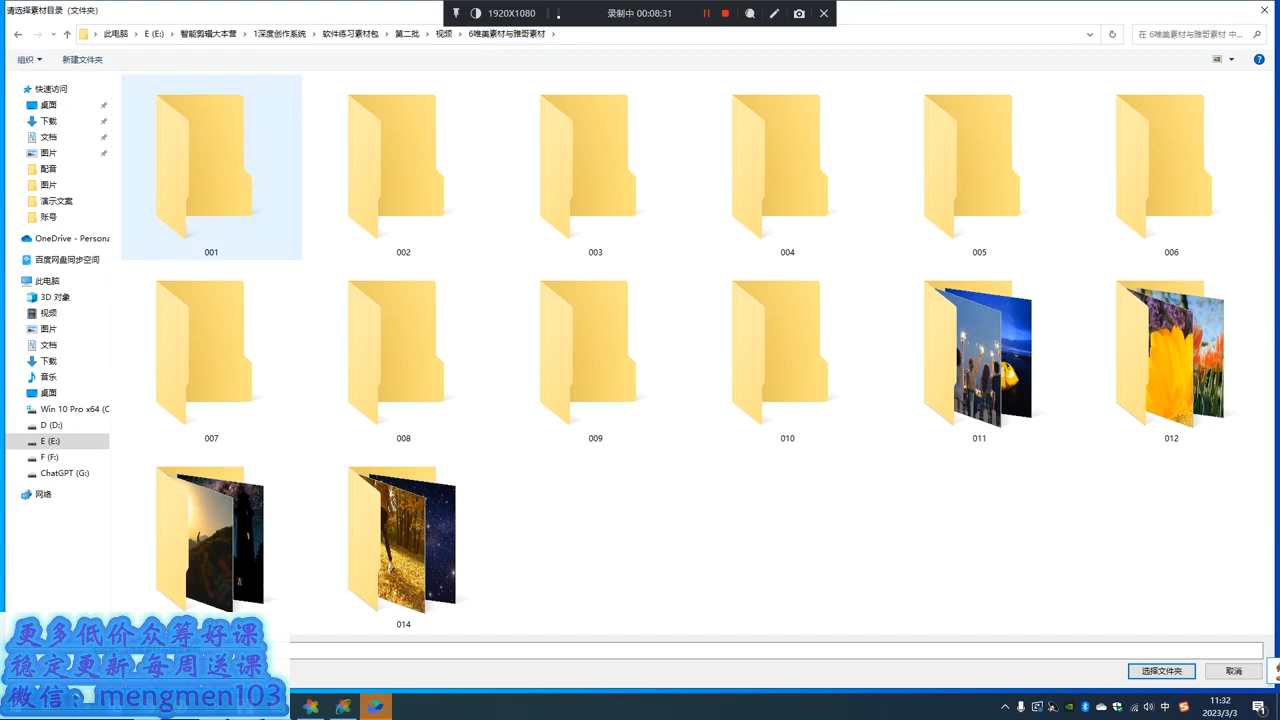 请选择素材目录（文件夹）
1920X1080
录制中 00:08:31
此电脑 › E (E:) › 智能剪辑大本营 › 1深度创作系统 › 软件练习素材包 › 第二批 › 视频 › 6唯美素材与雅哥素材 ›
在 6唯美素材与雅哥素材 中...
组织
新建文件夹
快速访问
桌面
下载
文档
图片
配音
图片
演示文案
账号
OneDrive - Persona
百度网盘同步空间
此电脑
3D 对象
视频
图片
文档
下载
音乐
桌面
Win 10 Pro x64 (C
D (D:)
E (E:)
F (F:)
ChatGPT (G:)
网络
001
002
003
004
005
006
007
008
009
010
011
012
014
更多低价众筹好课
稳定更新 每周送课
微信：mengmen103
选择文件夹
取消
中
11:32
2023/3/3